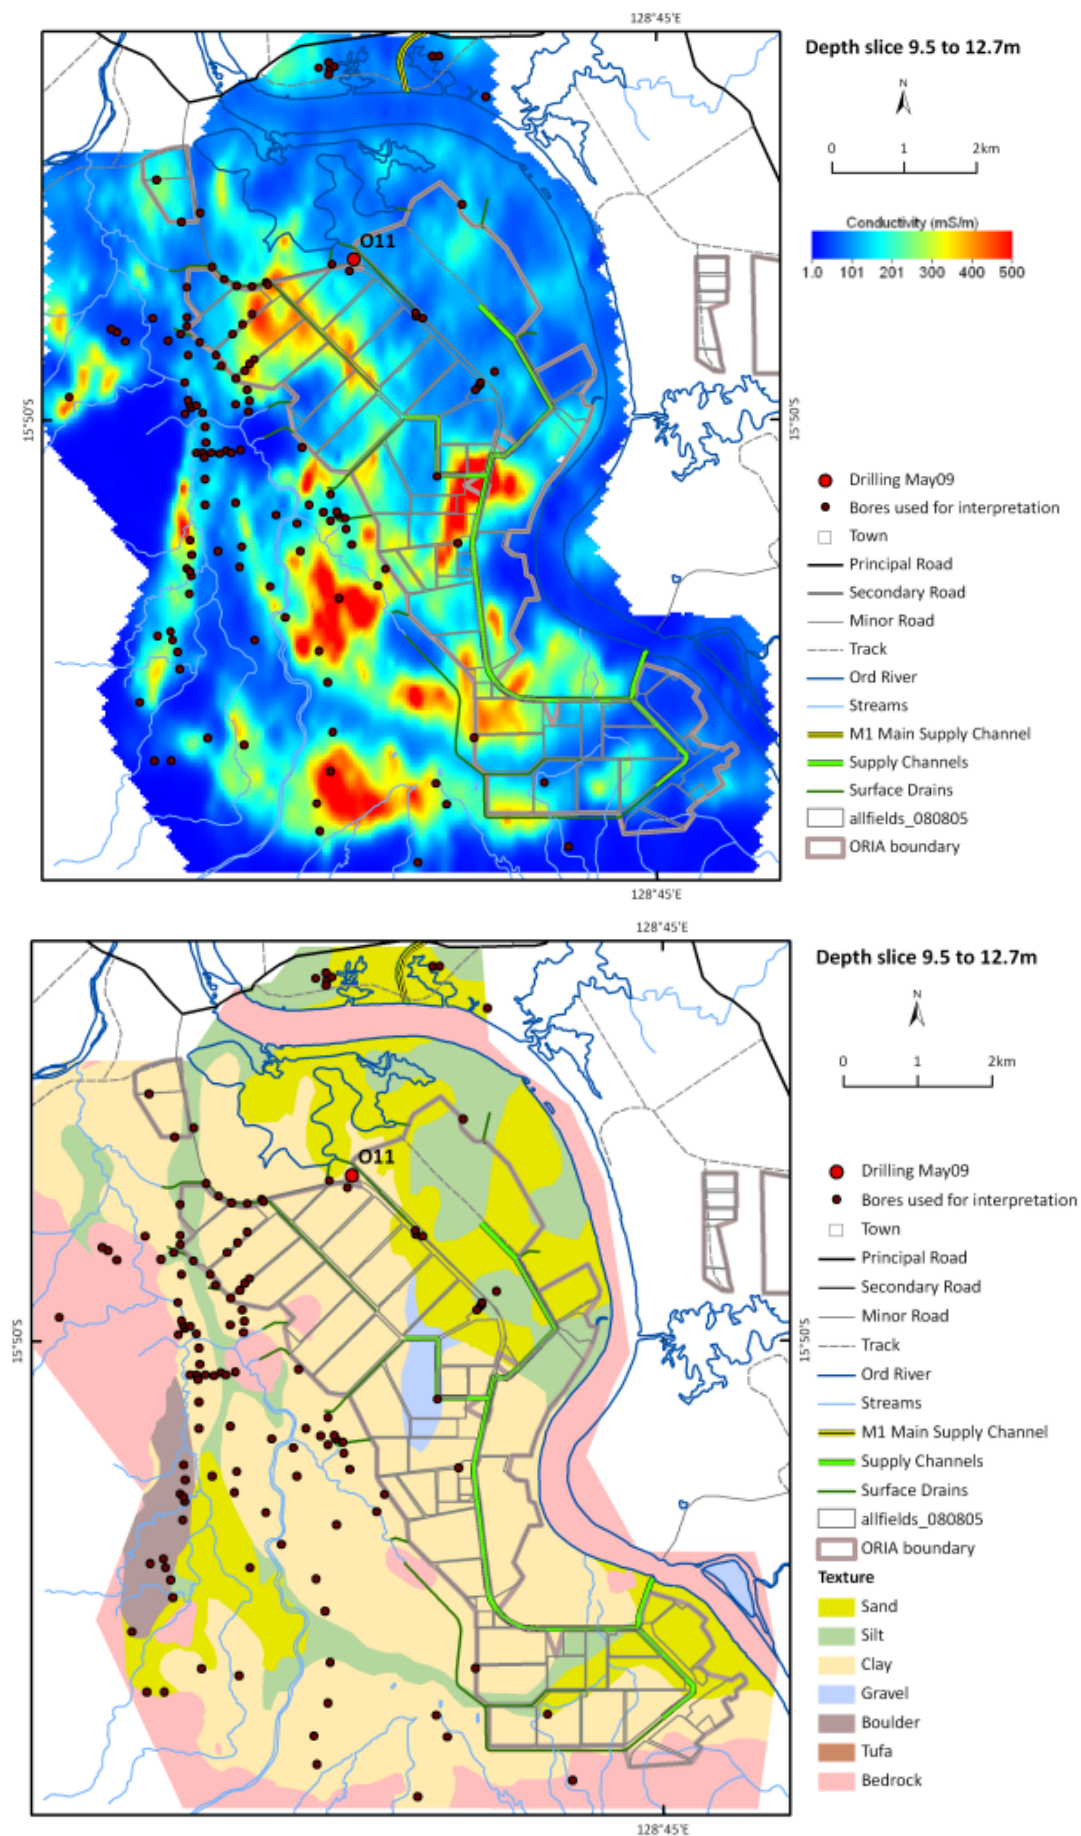 128°45'E
Depth slice 9.5 to 12.7m
N
0 1 2km
Conductivity (mS/m)
1.0 101 201 300 400 500
O11
15°50'S
15°50'S
Drilling May09
Bores used for interpretation
Town
Principal Road
Secondary Road
Minor Road
Track
Ord River
Streams
M1 Main Supply Channel
Supply Channels
Surface Drains
allfields_080805
ORIA boundary
128°45'E
128°45'E
Depth slice 9.5 to 12.7m
N
0 1 2km
O11
15°50'S
15°50'S
Drilling May09
Bores used for interpretation
Town
Principal Road
Secondary Road
Minor Road
Track
Ord River
Streams
M1 Main Supply Channel
Supply Channels
Surface Drains
allfields_080805
ORIA boundary
Texture
Sand
Silt
Clay
Gravel
Boulder
Tufa
Bedrock
128°45'E